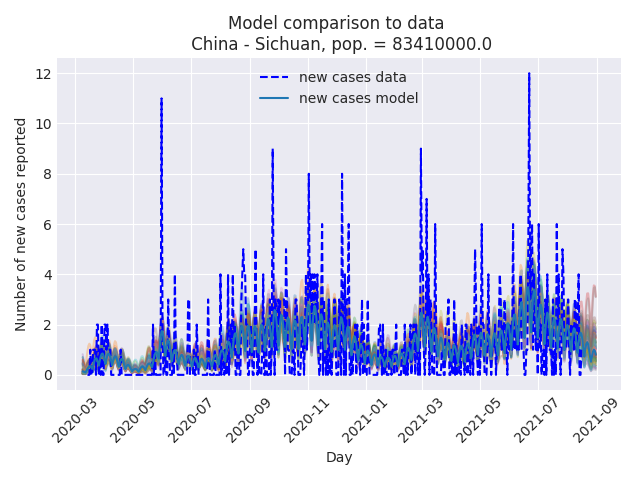 Model comparison to data
China - Sichuan, pop. = 83410000.0
new cases data
new cases model
Number of new cases reported
12
10
8
6
4
2
0
2020-03
2020-05
2020-07
2020-09
2020-11
2021-01
2021-03
2021-05
2021-07
2021-09
Day